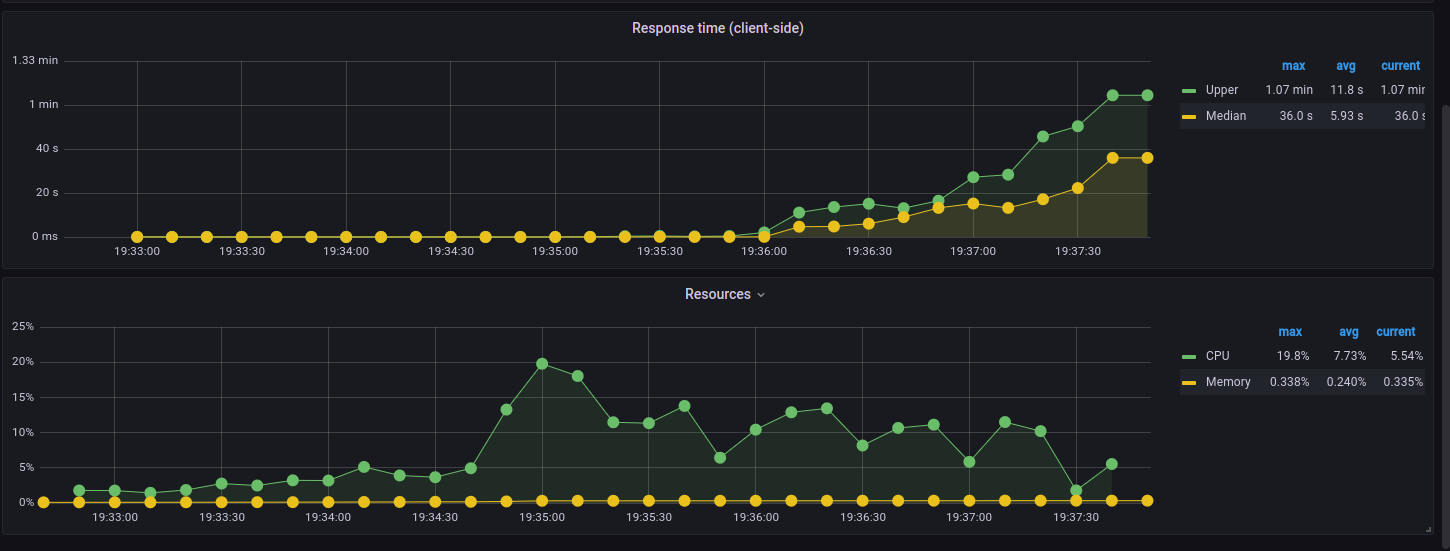 Response time (client-side)
1.33 min
1 min
40 s
20 s
0 ms
19:33:00 19:33:30 19:34:00 19:34:30 19:35:00 19:35:30 19:36:00 19:36:30 19:37:00 19:37:30
max avg current
Upper 1.07 min 11.8 s 1.07 min
Median 36.0 s 5.93 s 36.0 s
Resources
25%
20%
15%
10%
5%
0%
19:33:00 19:33:30 19:34:00 19:34:30 19:35:00 19:35:30 19:36:00 19:36:30 19:37:00 19:37:30
max avg current
CPU 19.8% 7.73% 5.54%
Memory 0.338% 0.240% 0.335%